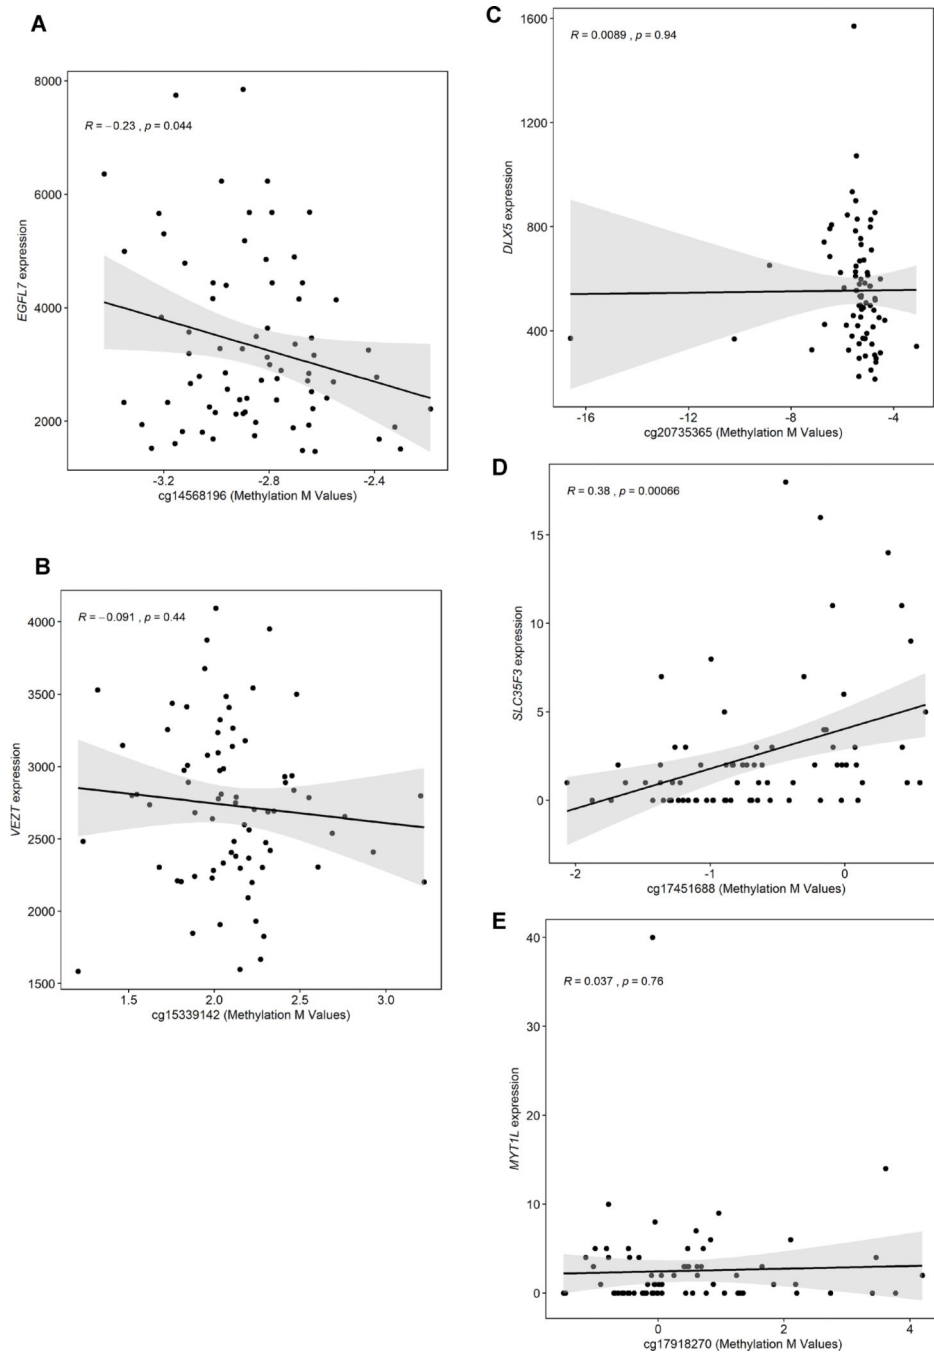 A
R = −0.23 , p = 0.044
8000
6000
4000
2000
EGFL7 expression
-3.2
-2.8
-2.4
cg14568196 (Methylation M Values)
B
R = −0.091 , p = 0.44
4000
3500
3000
2500
2000
1500
VEZT expression
1.5
2.0
2.5
3.0
cg15339142 (Methylation M Values)
C
R = 0.0089 , p = 0.94
1600
1200
800
400
DLX5 expression
-16
-12
-8
-4
cg20735365 (Methylation M Values)
D
R = 0.38 , p = 0.00066
15
10
5
0
SLC35F3 expression
-2
-1
0
cg17451688 (Methylation M Values)
E
R = 0.037 , p = 0.76
40
30
20
10
0
MYT1L expression
0
2
4
cg17918270 (Methylation M Values)